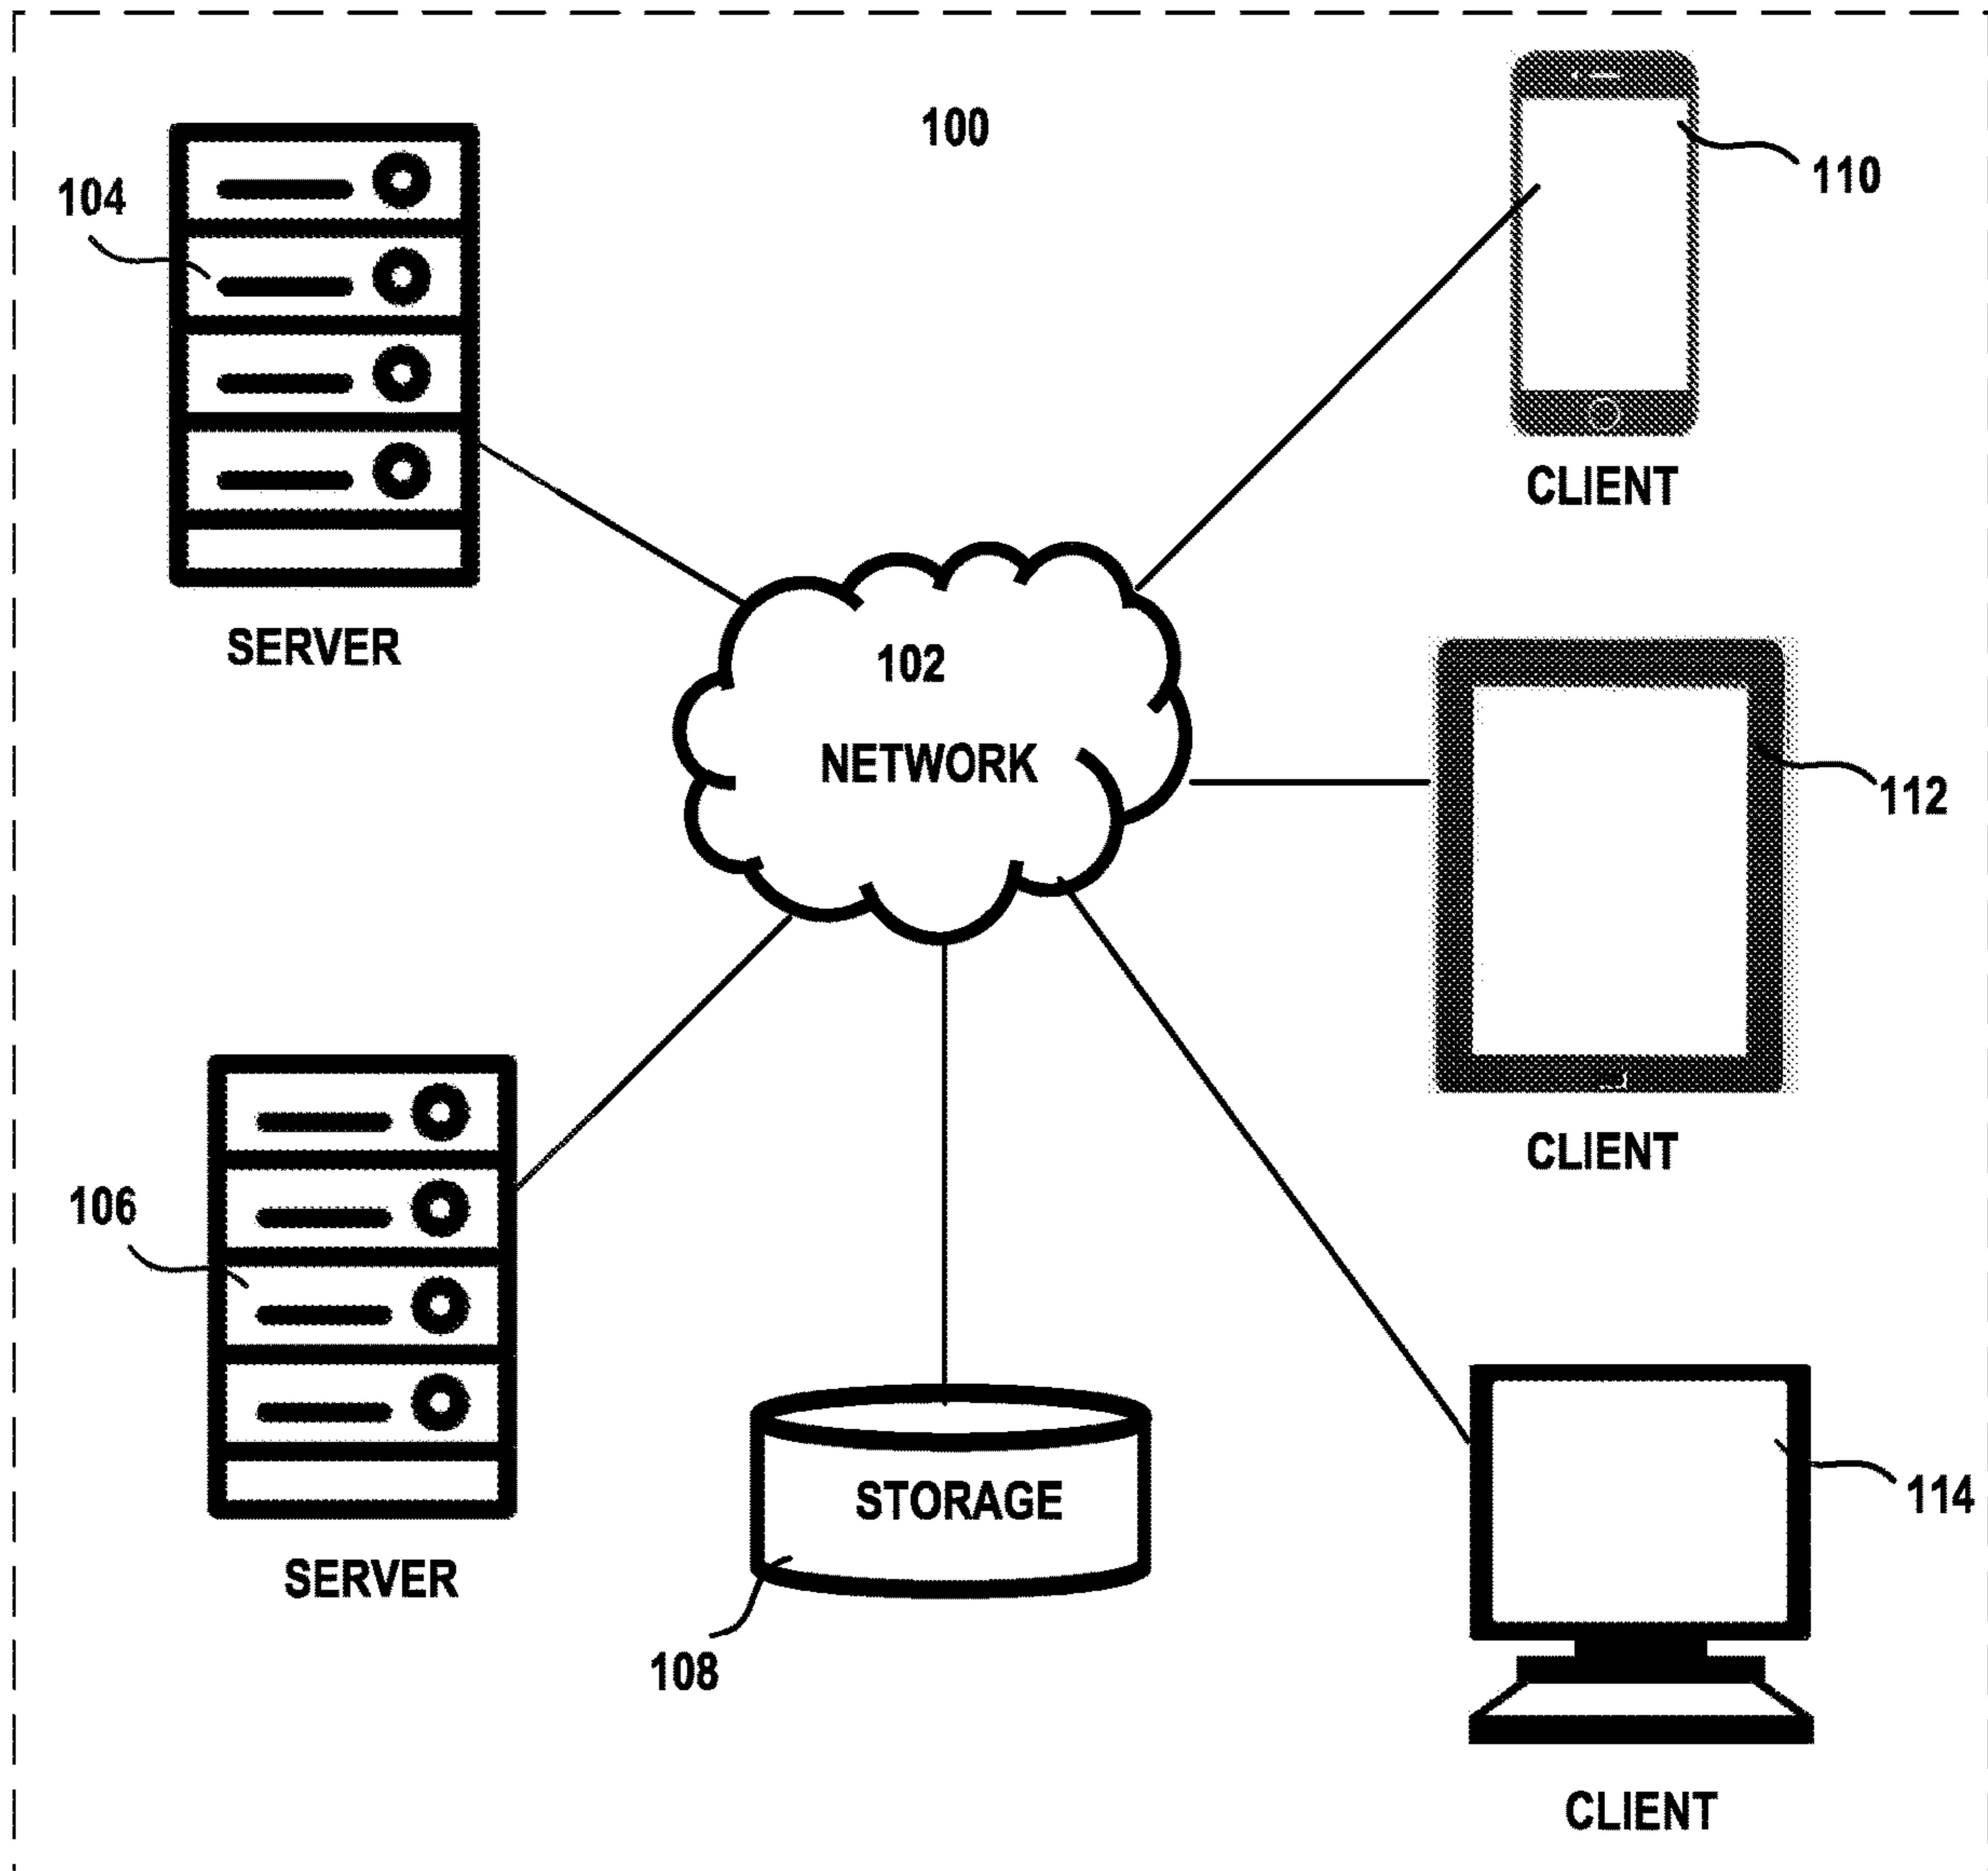 100
104
110
SERVER
CLIENT
102
NETWORK
112
CLIENT
106
STORAGE
114
SERVER
108
CLIENT